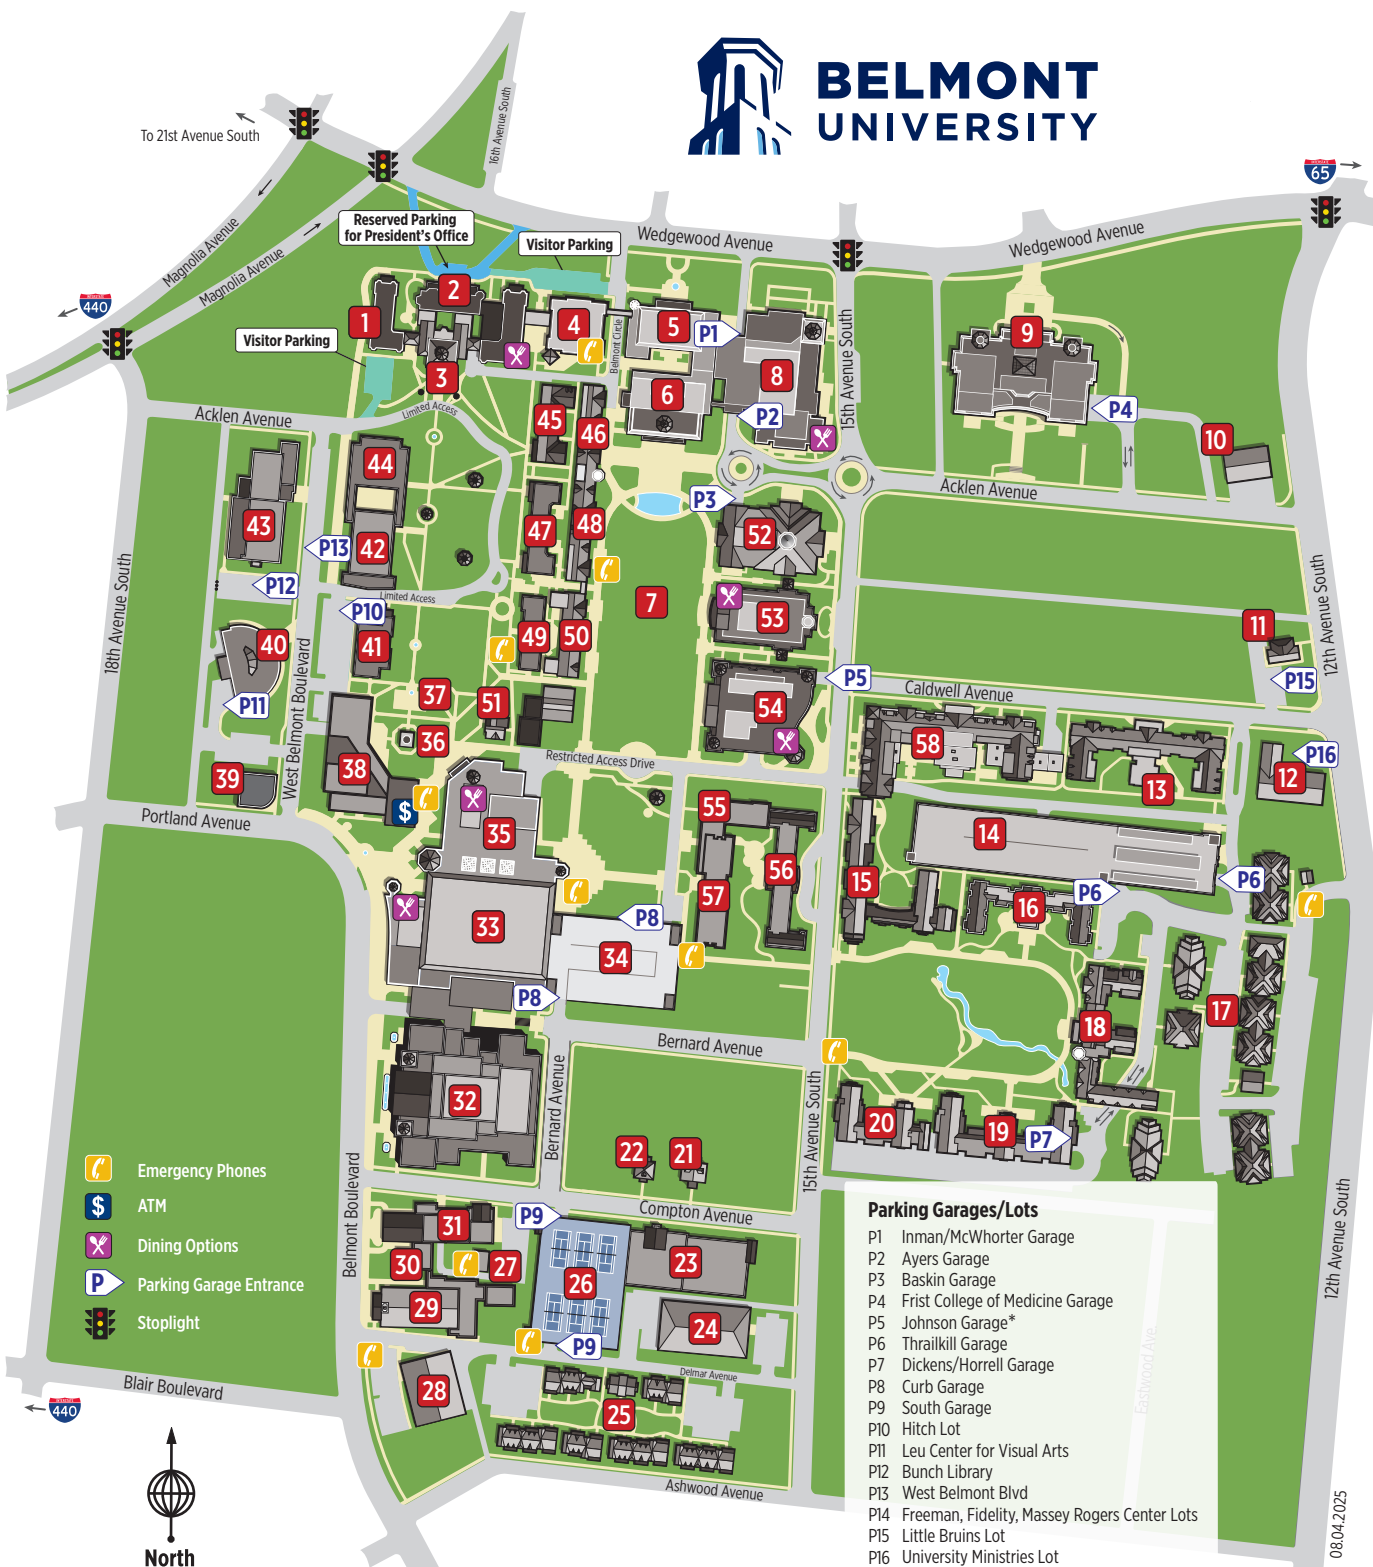 BELMONT
UNIVERSITY
16th Avenue South
To 21st Avenue South
65
Reserved Parking
for President's Office
Visitor Parking
Wedgewood Avenue
Wedgewood Avenue
Magnolia Avenue
Magnolia Avenue
440
2
1
4
5
P1
9
Visitor Parking
Belmont Circle
15th Avenue South
3
8
6
Limited Access
P4
Acklen Avenue
45
46
P2
10
44
P3
Acklen Avenue
43
47
48
52
P13
42
18th Avenue South
P12
12th Avenue South
Limited Access
7
P10
53
11
40
41
49
50
West Belmont Boulevard
P5
P15
37
Caldwell Avenue
P11
51
54
36
58
Restricted Access Drive
P16
39
38
12
13
$
35
55
Portland Avenue
14
56
15
P6
P6
57
16
33
P8
34
P8
17
18
Bernard Avenue
32
Bernard Avenue
15th Avenue South
20
19
P7
22
21
Emergency Phones
$ ATM
Dining Options
P Parking Garage Entrance
Stoplight
Belmont Boulevard
12th Avenue South
Compton Avenue
31
P9
30
27
23
26
29
24
P9
Delmar Avenue
28
25
Blair Boulevard
440
Ashwood Avenue
Eastwood Ave
North
Parking Garages/Lots
P1 Inman/McWhorter Garage
P2 Ayers Garage
P3 Baskin Garage
P4 Frist College of Medicine Garage
P5 Johnson Garage*
P6 Thrailkill Garage
P7 Dickens/Horrell Garage
P8 Curb Garage
P9 South Garage
P10 Hitch Lot
P11 Leu Center for Visual Arts
P12 Bunch Library
P13 West Belmont Blvd
P14 Freeman, Fidelity, Massey Rogers Center Lots
P15 Little Bruins Lot
P16 University Ministries Lot
08.04.2025